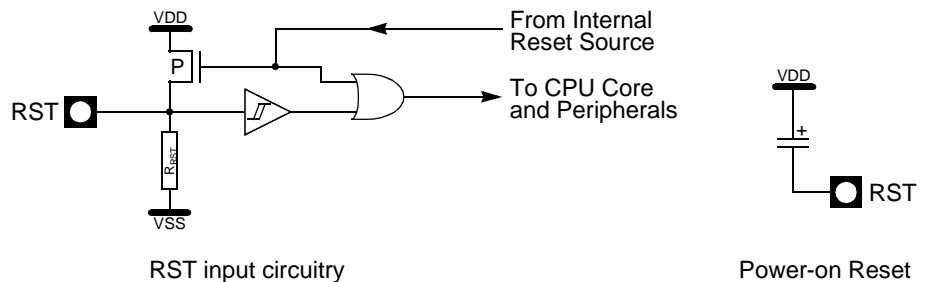 VDD
From Internal
Reset Source
P
To CPU Core
and Peripherals
RST
RRST
VSS
RST input circuitry
VDD
+
RST
Power-on Reset